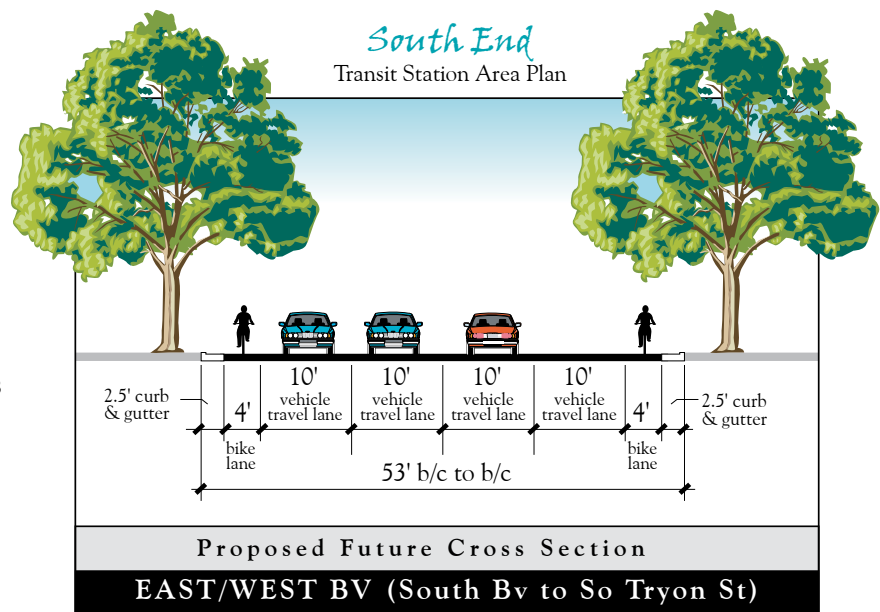 South End
Transit Station Area Plan
2.5' curb
& gutter
4'
bike
lane
10'
vehicle
travel lane
10'
vehicle
travel lane
10'
vehicle
travel lane
10'
vehicle
travel lane
4'
bike
lane
2.5' curb
& gutter
53' b/c to b/c
Proposed Future Cross Section
EAST/WEST BV (South Bv to So Tryon St)